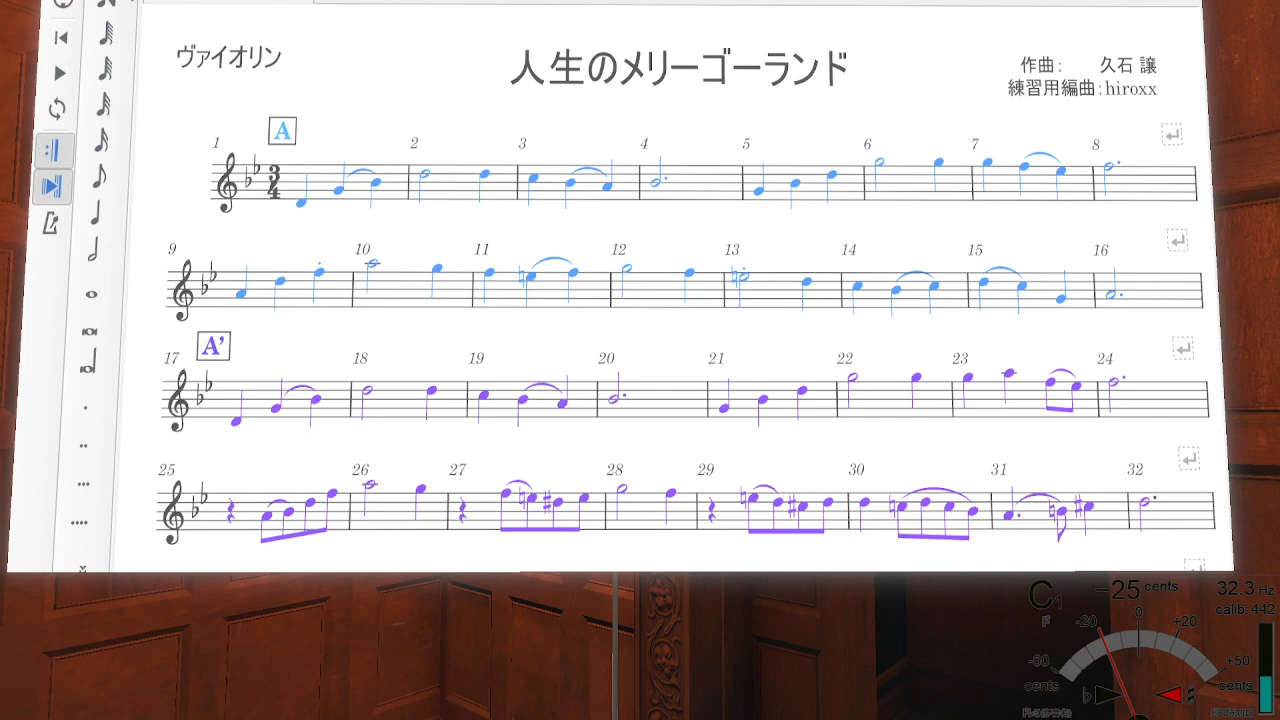 ヴァイオリン
人生のメリーゴーランド
作曲: 久石 譲
練習用編曲:hiroxx
A
1 2 3 4 5 6 7 8
3
4
9 10 11 12 13 14 15 16
A'
17 18 19 20 21 22 23 24
25 26 27 28 29 30 31 32
C1 -25 cents 32.3 Hz
calib: 442
F -20 0 +20
-50 +50
cents cents